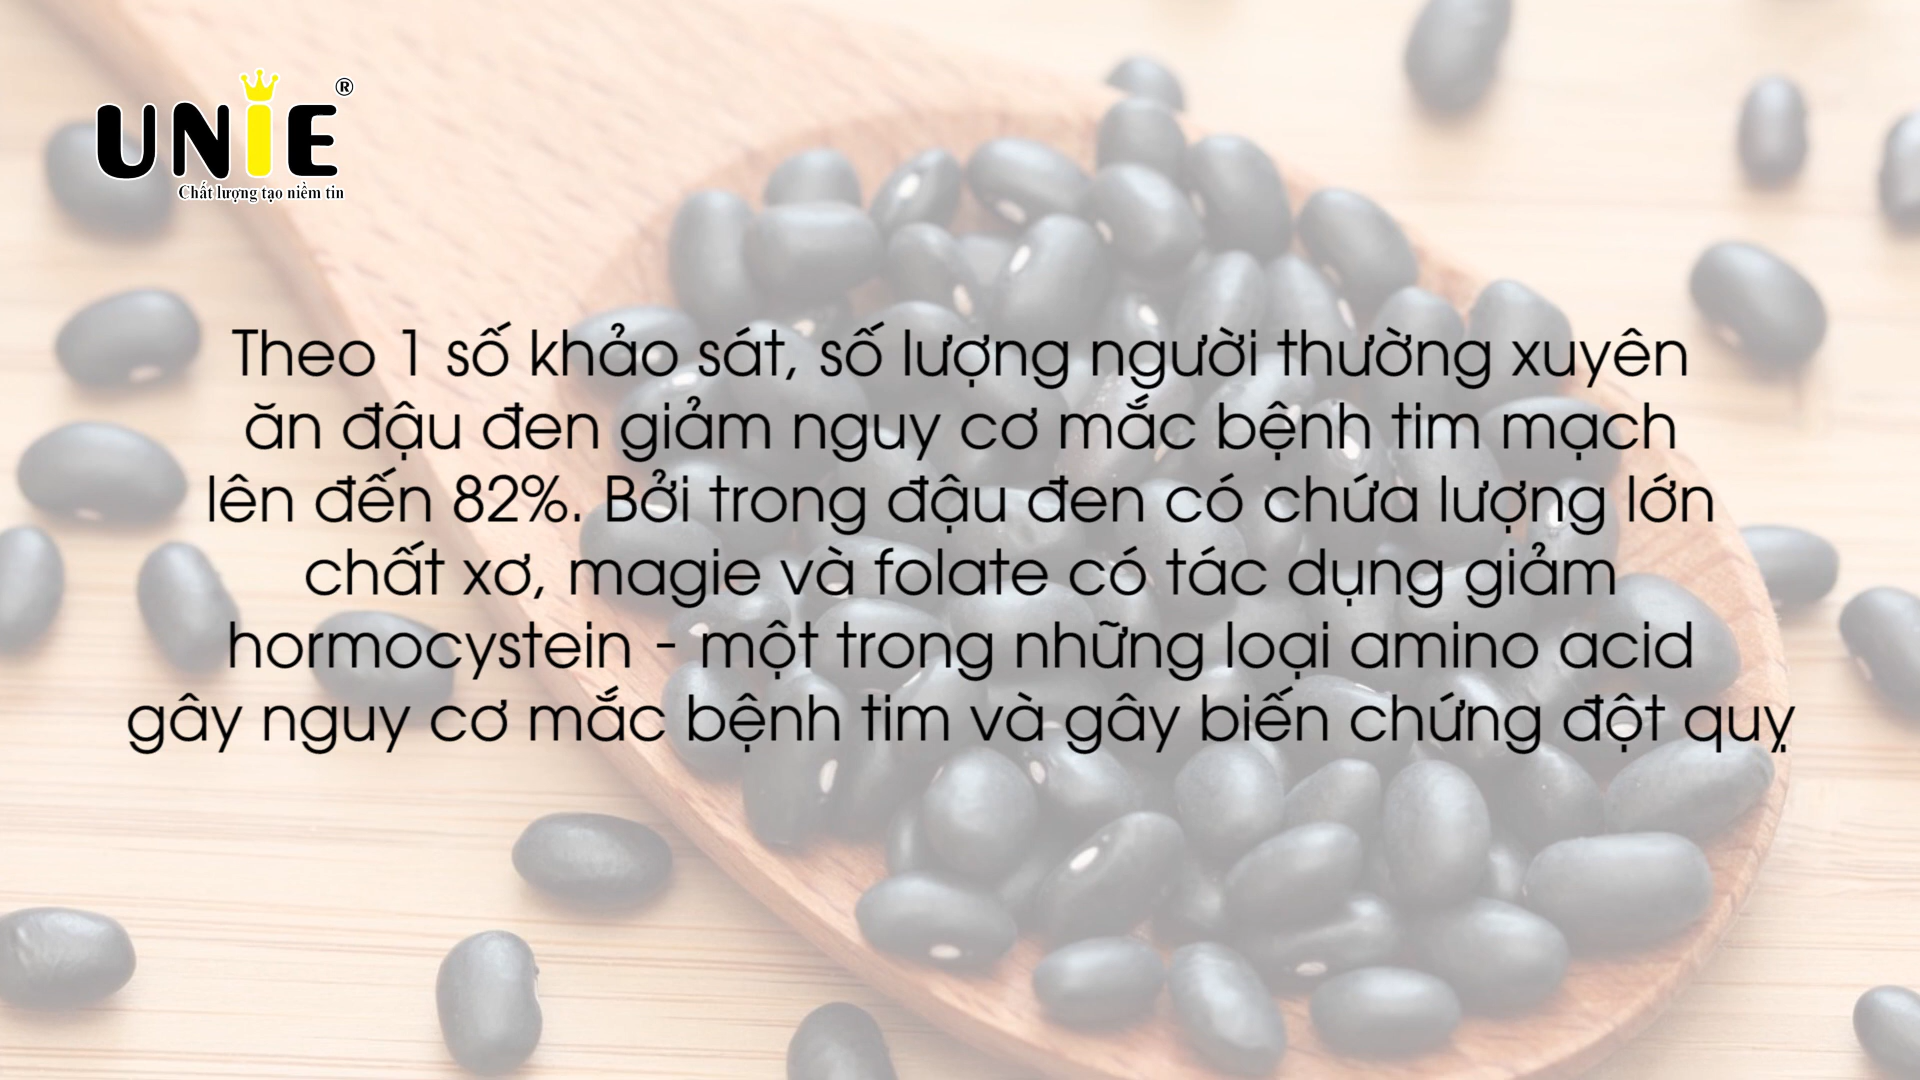 UNIE®
Chất lượng tạo niềm tin
Theo 1 số khảo sát, số lượng người thường xuyên
ăn đậu đen giảm nguy cơ mắc bệnh tim mạch
lên đến 82%. Bởi trong đậu đen có chứa lượng lớn
chất xơ, magie và folate có tác dụng giảm
hormocystein - một trong những loại amino acid
gây nguy cơ mắc bệnh tim và gây biến chứng đột quỵ